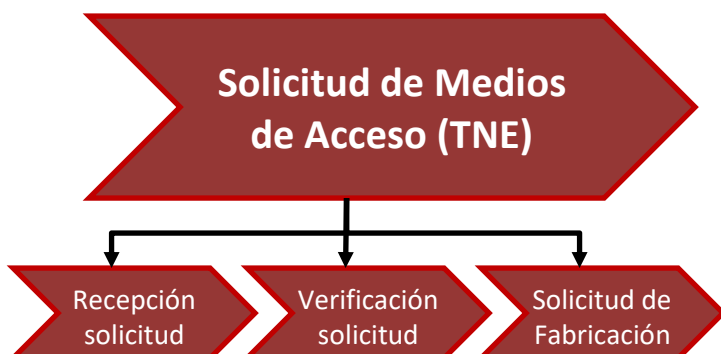 Solicitud de Medios
de Acceso (TNE)
Recepción
solicitud
Verificación
solicitud
Solicitud de
Fabricación